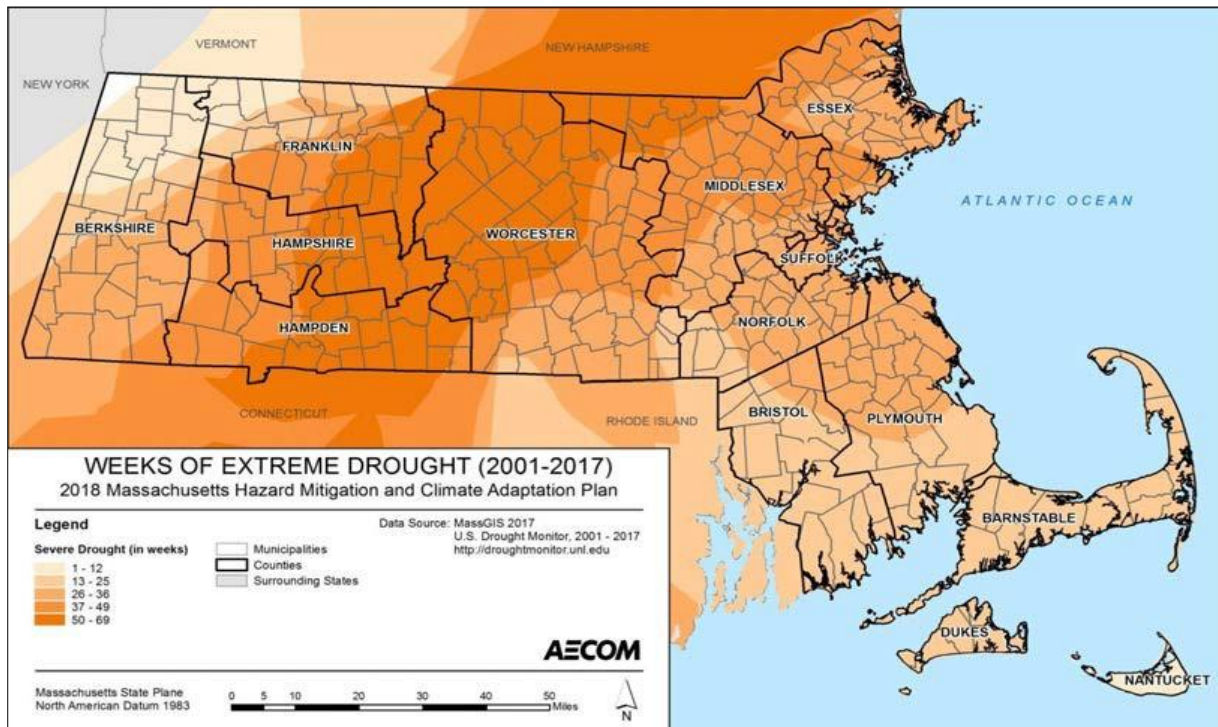 VERMONT
NEW HAMPSHIRE
NEW YORK
ESSEX
FRANKLIN
MIDDLESEX
ATLANTIC OCEAN
BERKSHIRE
HAMPSHIRE
WORCESTER
SUFFOLK
HAMPDEN
NORFOLK
CONNECTICUT
RHODE ISLAND
BRISTOL
PLYMOUTH
BARNSTABLE
DUKES
NANTUCKET
WEEKS OF EXTREME DROUGHT (2001-2017)
2018 Massachusetts Hazard Mitigation and Climate Adaptation Plan
Legend
Severe Drought (in weeks)
1 - 12
13 - 25
26 - 36
37 - 49
50 - 69
Municipalities
Counties
Surrounding States
Data Source: MassGIS 2017
U.S. Drought Monitor, 2001 - 2017
http://droughtmonitor.unl.edu
AECOM
Massachusetts State Plane
North American Datum 1983
0 5 10 20 30 40 50
Miles
N